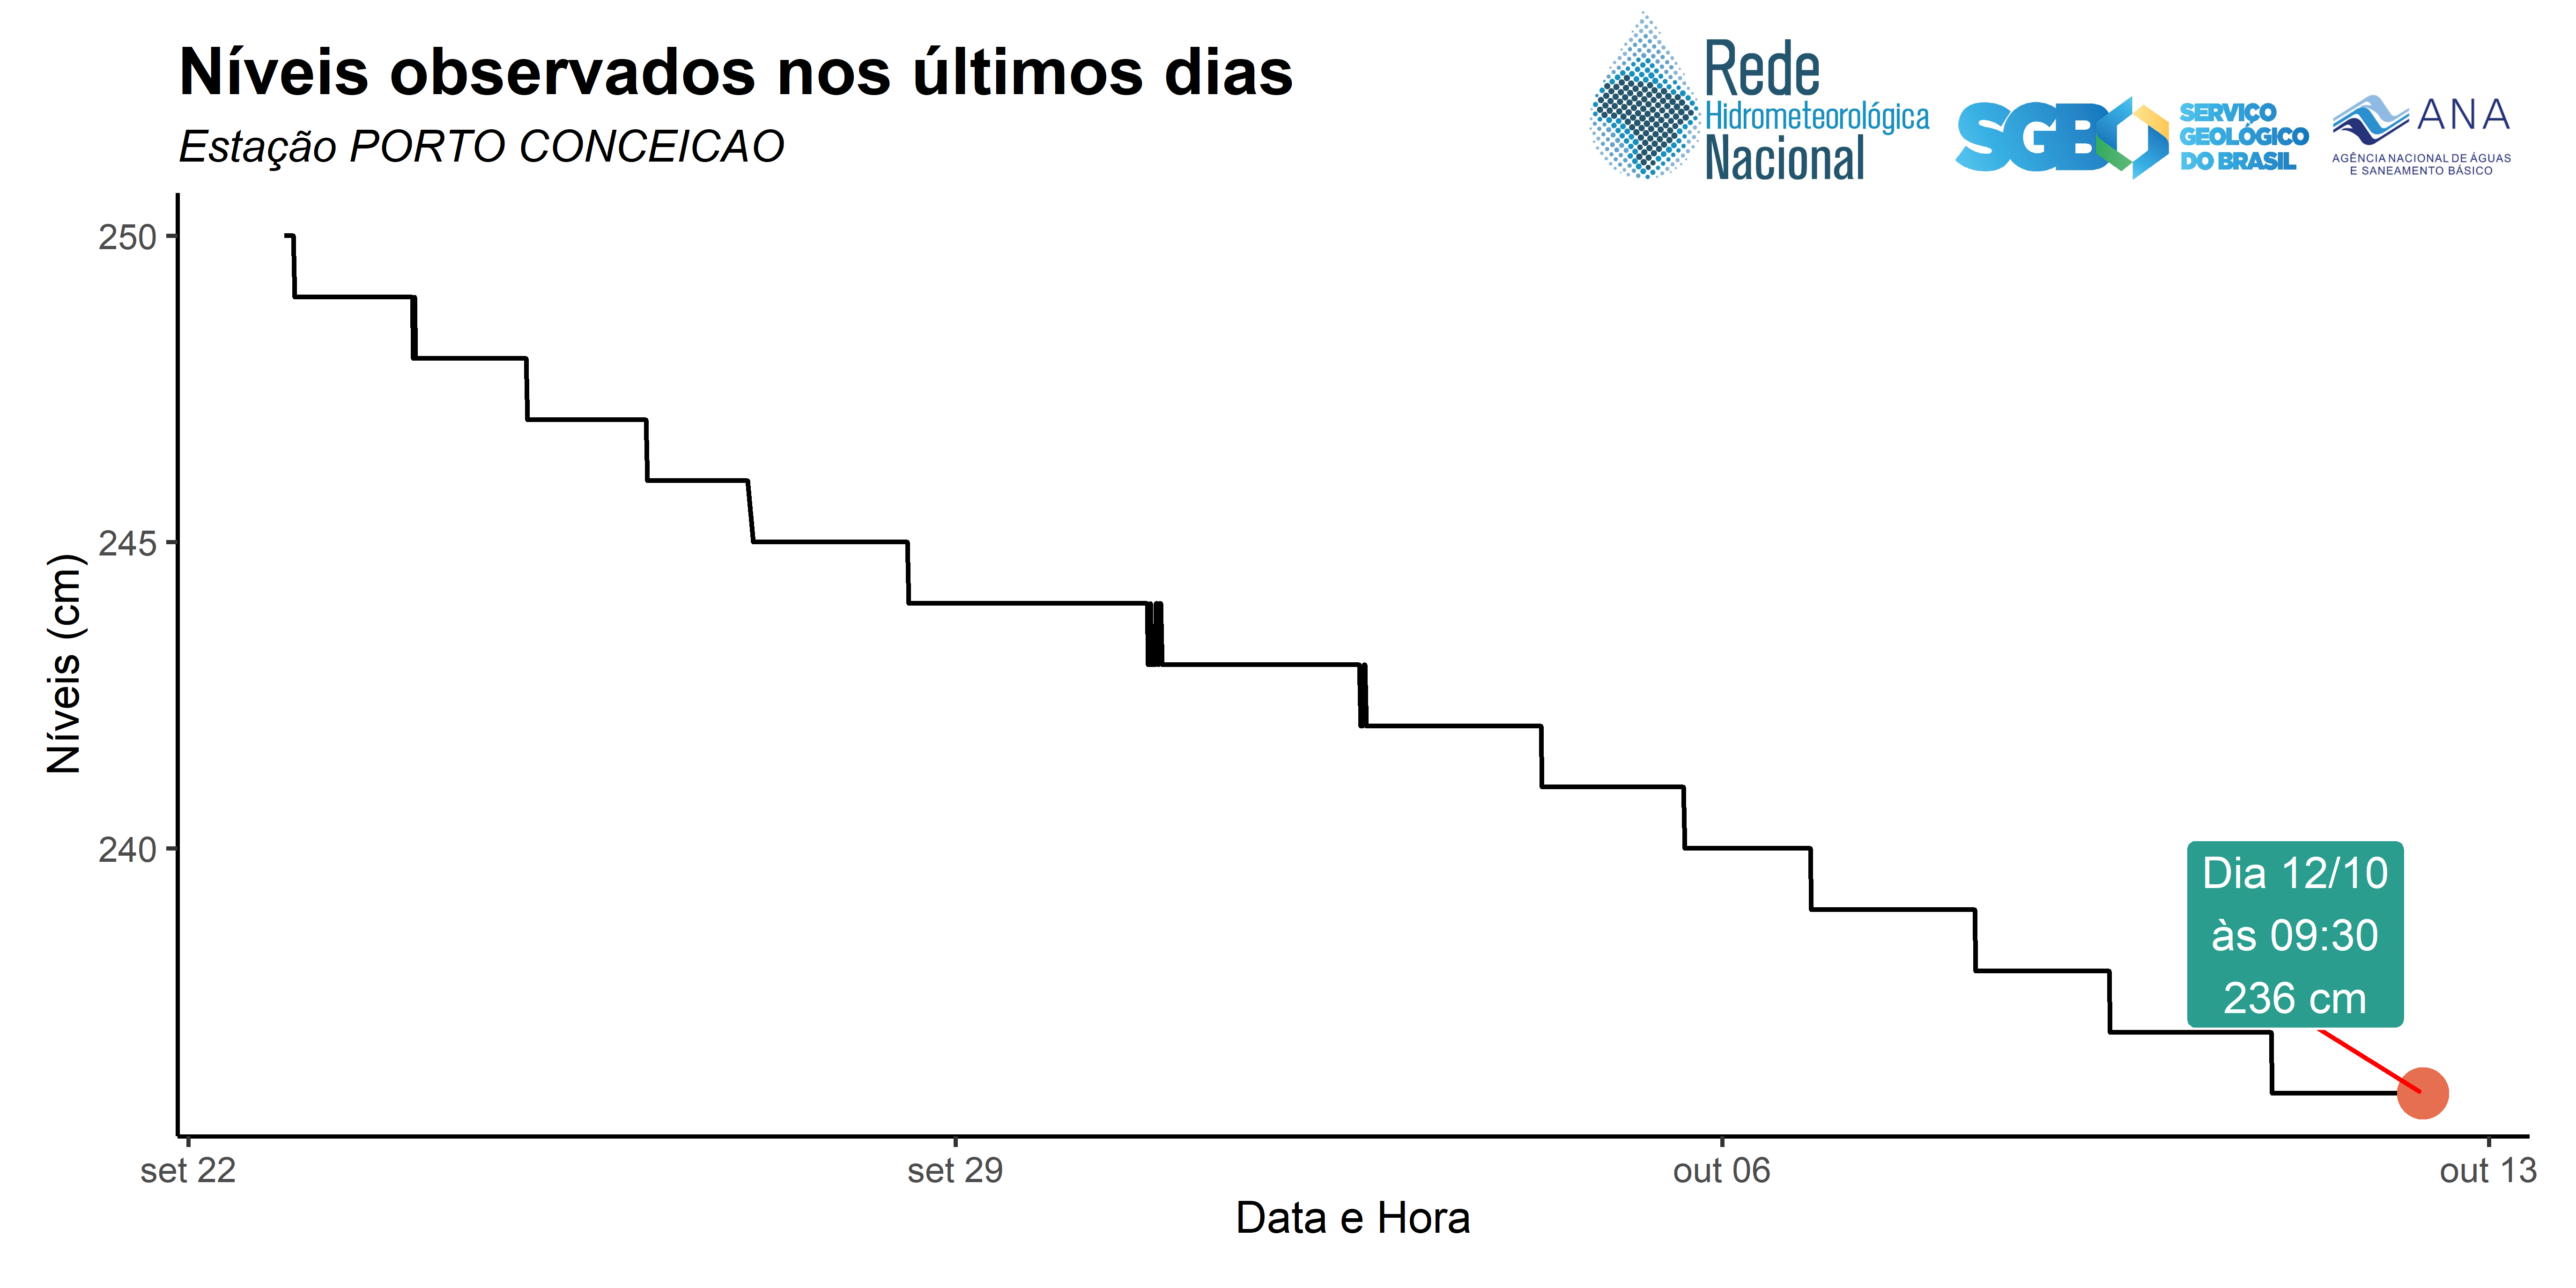 Níveis observados nos últimos dias
Estação PORTO CONCEICAO
Rede
Hidrometeorológica
Nacional
SGB
SERVIÇO
GEOLÓGICO
DO BRASIL
ANA
AGÊNCIA NACIONAL DE ÁGUAS
E SANEAMENTO BÁSICO
250
245
240
Níveis (cm)
Dia 12/10
às 09:30
236 cm
set 22
set 29
out 06
out 13
Data e Hora